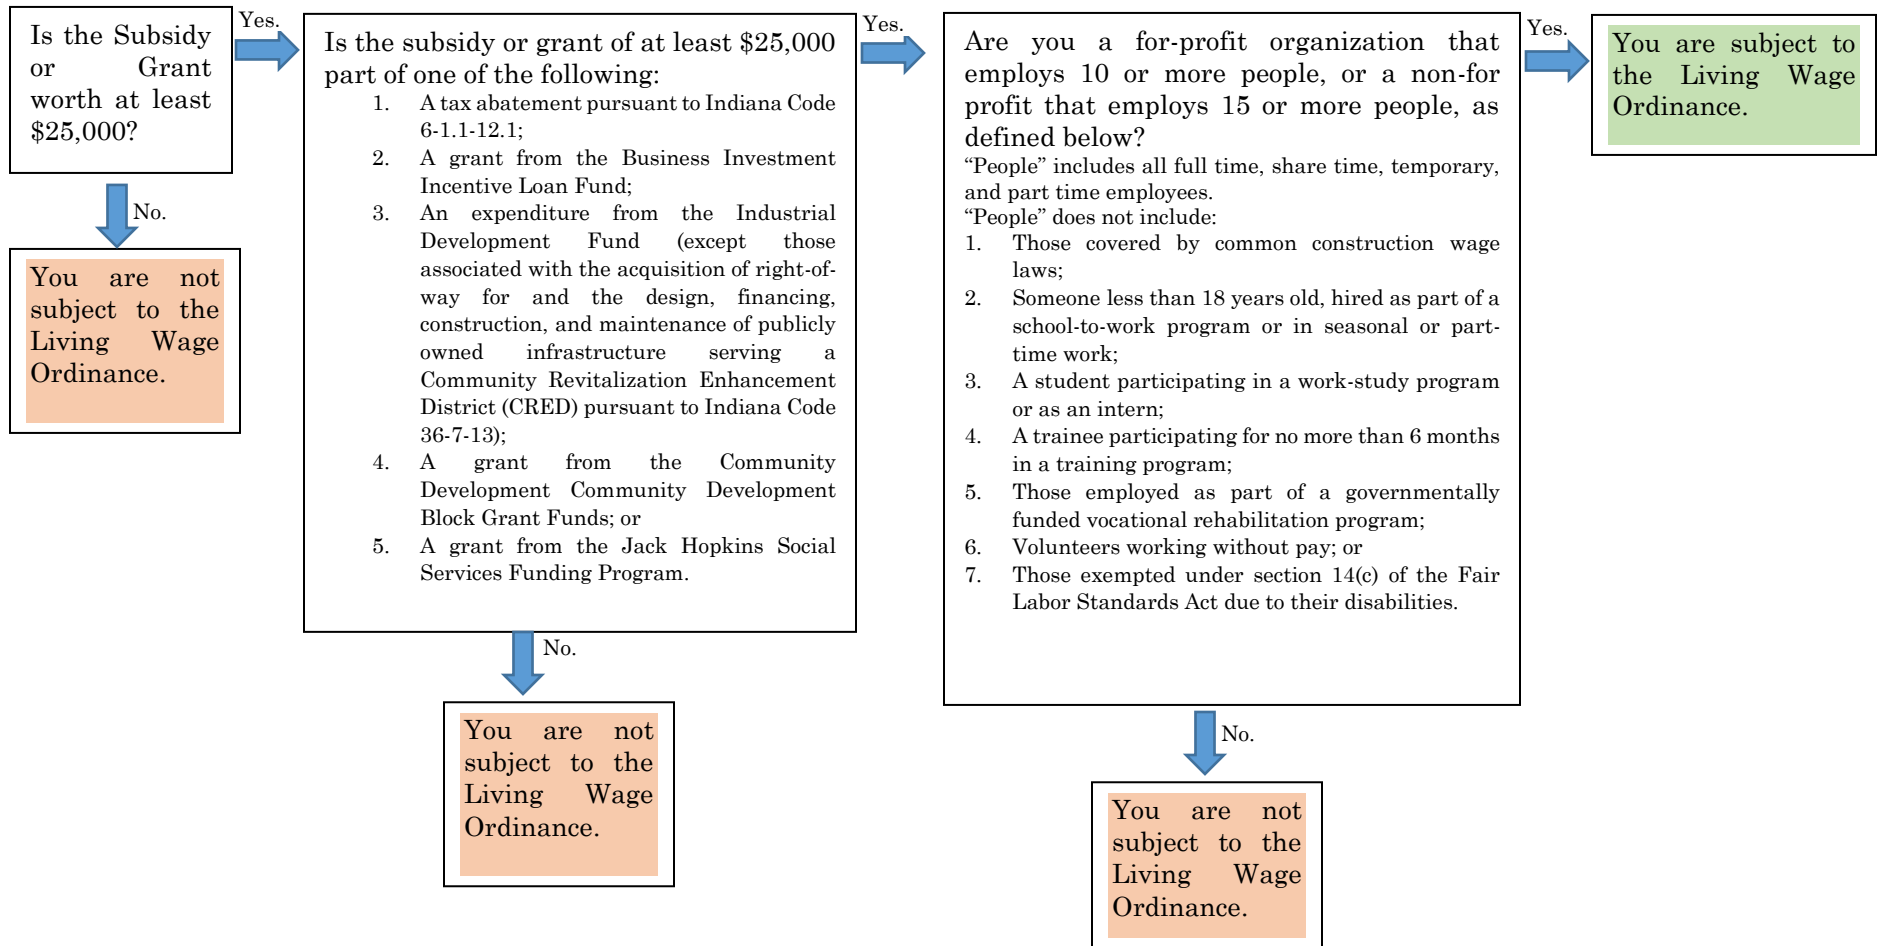 Is the Subsidy
or Grant
worth at least
$25,000?
Yes.
No.
You are not
subject to the
Living Wage
Ordinance.
Is the subsidy or grant of at least $25,000
part of one of the following:
1. A tax abatement pursuant to Indiana Code
6-1.1-12.1;
2. A grant from the Business Investment
Incentive Loan Fund;
3. An expenditure from the Industrial
Development Fund (except those
associated with the acquisition of right-of-
way for and the design, financing,
construction, and maintenance of publicly
owned infrastructure serving a
Community Revitalization Enhancement
District (CRED) pursuant to Indiana Code
36-7-13);
4. A grant from the Community
Development Community Development
Block Grant Funds; or
5. A grant from the Jack Hopkins Social
Services Funding Program.
Yes.
No.
You are not
subject to the
Living Wage
Ordinance.
Are you a for-profit organization that
employs 10 or more people, or a non-for
profit that employs 15 or more people, as
defined below?
“People” includes all full time, share time, temporary,
and part time employees.
“People” does not include:
1. Those covered by common construction wage
laws;
2. Someone less than 18 years old, hired as part of a
school-to-work program or in seasonal or part-
time work;
3. A student participating in a work-study program
or as an intern;
4. A trainee participating for no more than 6 months
in a training program;
5. Those employed as part of a governmentally
funded vocational rehabilitation program;
6. Volunteers working without pay; or
7. Those exempted under section 14(c) of the Fair
Labor Standards Act due to their disabilities.
Yes.
No.
You are not
subject to the
Living Wage
Ordinance.
You are subject to
the Living Wage
Ordinance.